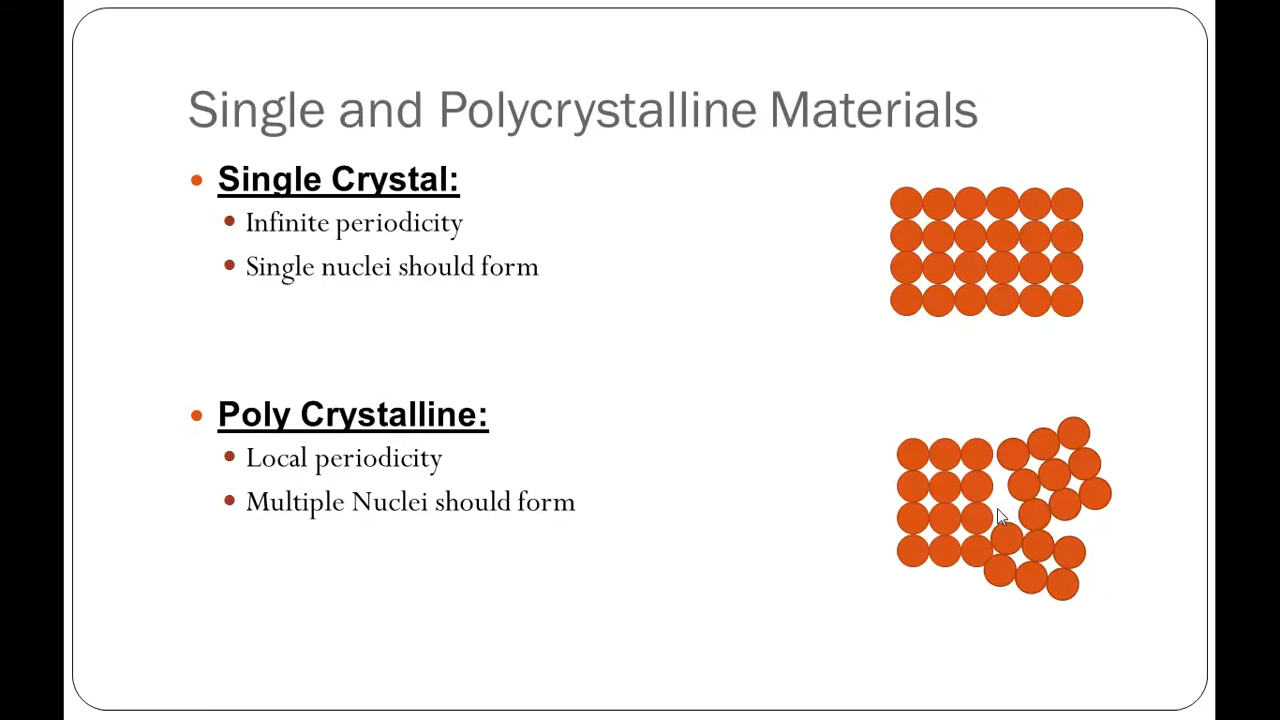 Single and Polycrystalline Materials
Single Crystal:
Infinite periodicity
Single nuclei should form
Poly Crystalline:
Local periodicity
Multiple Nuclei should form